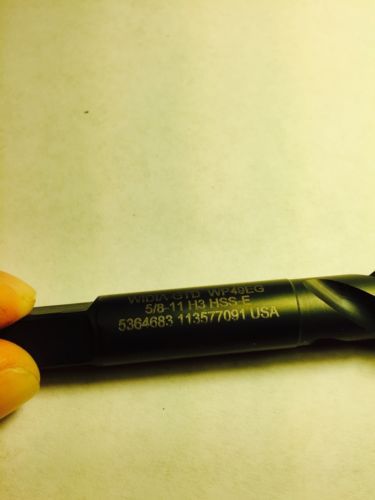 WIDIA-GTD WP49EG
5/8-11 H3 HSS-E
5364683 113577091 USA